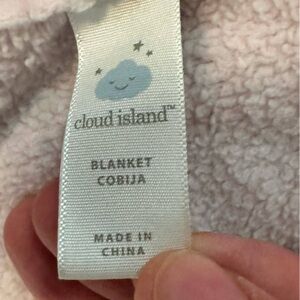 cloud island™
BLANKET
COBIJA
MADE IN
CHINA